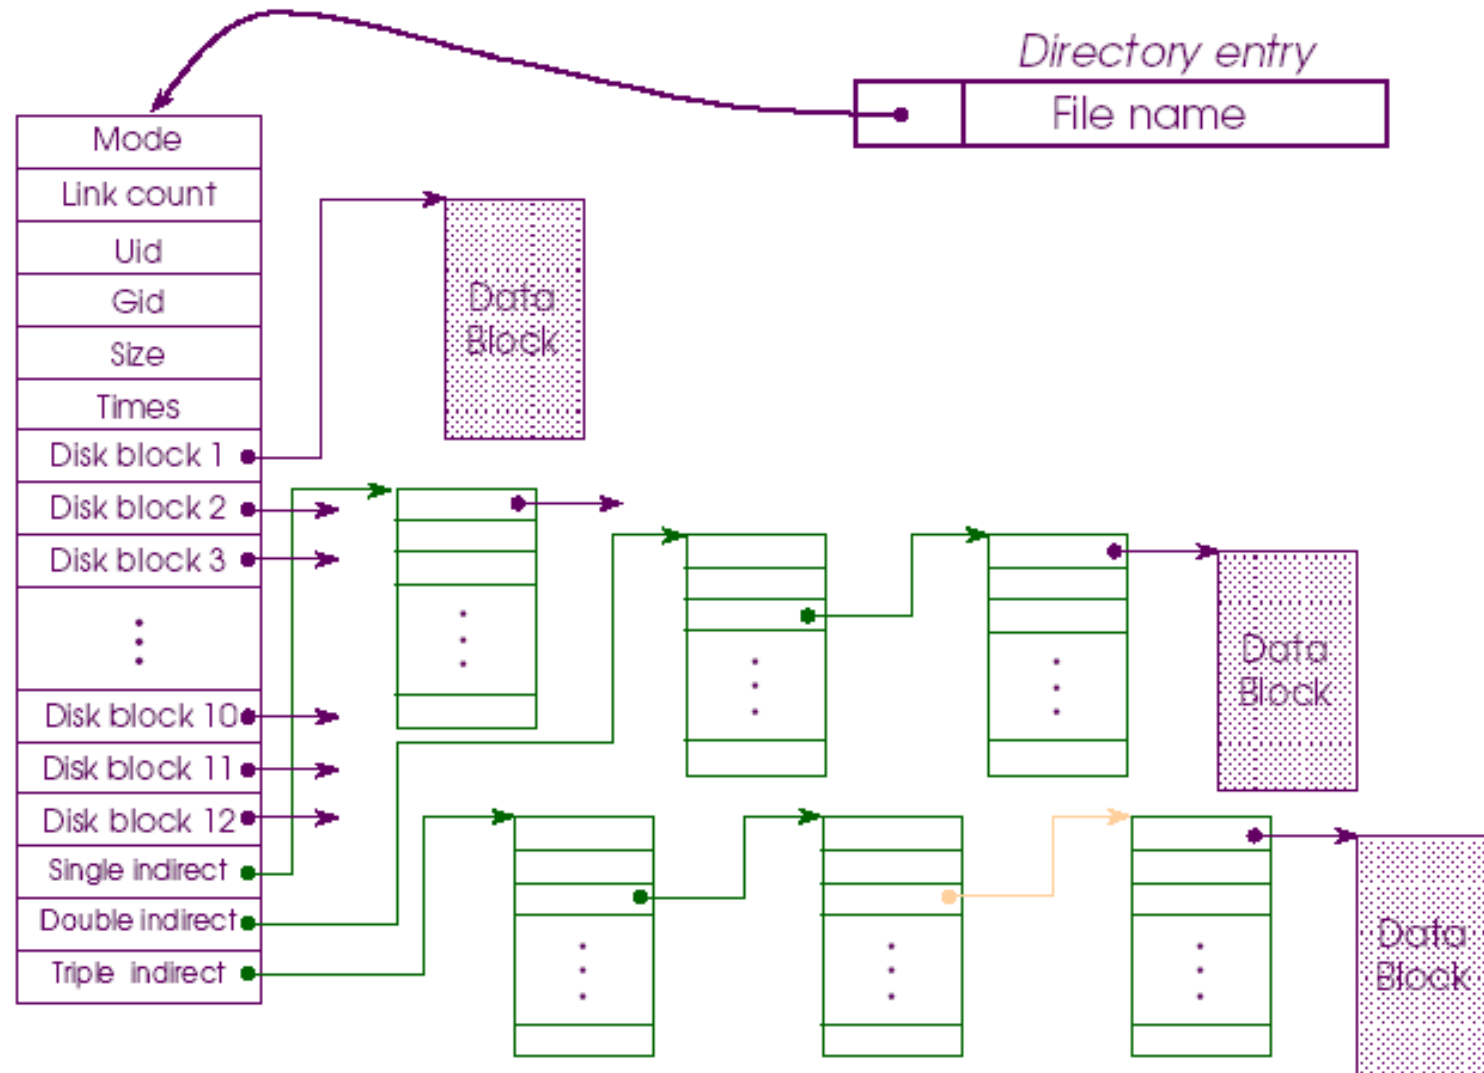 Directory entry
File name
Mode
Link count
Uid
Gid
Size
Times
Disk block 1
Disk block 2
Disk block 3
Disk block 10
Disk block 11
Disk block 12
Single indirect
Double indirect
Triple indirect
Data
Block
Data
Block
Data
Block